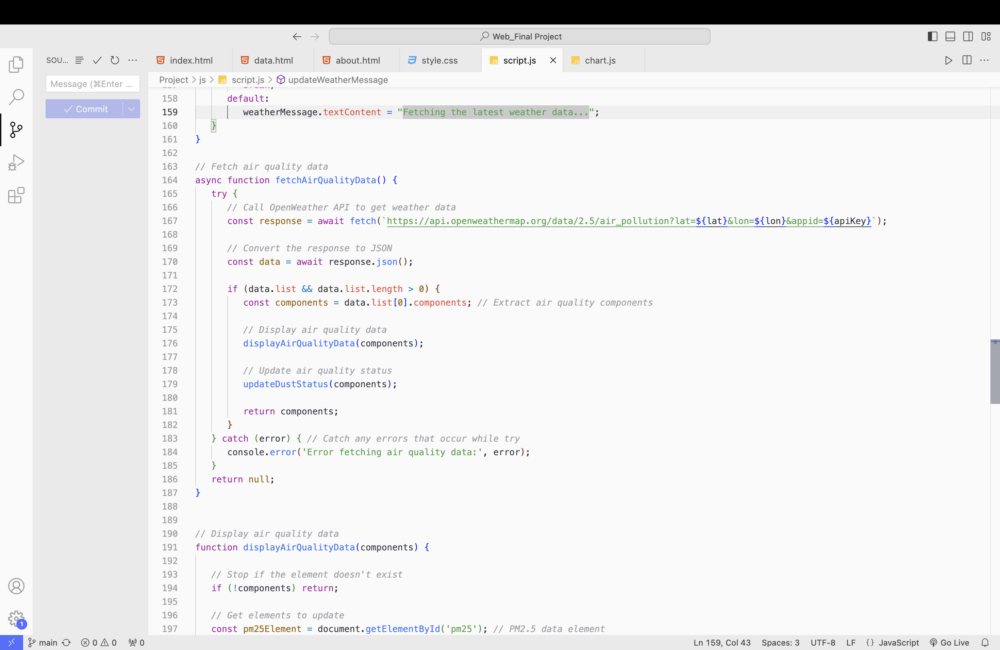 Web_Final Project
SOU...
index.html
data.html
about.html
style.css
JS script.js
JS chart.js
Message (⌘Enter ...
Commit
Project > js > JS script.js > updateWeatherMessage
158 default:
159 weatherMessage.textContent = "Fetching the latest weather data...";
160 }
161 }
162
163 // Fetch air quality data
164 async function fetchAirQualityData() {
165 try {
166 // Call OpenWeather API to get weather data
167 const response = await fetch(`https://api.openweathermap.org/data/2.5/air_pollution?lat=${lat}&lon=${lon}&appid=${apiKey}`);
168
169 // Convert the response to JSON
170 const data = await response.json();
171
172 if (data.list && data.list.length > 0) {
173 const components = data.list[0].components; // Extract air quality components
174
175 // Display air quality data
176 displayAirQualityData(components);
177
178 // Update air quality status
179 updateDustStatus(components);
180
181 return components;
182 }
183 } catch (error) { // Catch any errors that occur while try
184 console.error('Error fetching air quality data:', error);
185 }
186 return null;
187 }
188
189
190 // Display air quality data
191 function displayAirQualityData(components) {
192
193 // Stop if the element doesn't exist
194 if (!components) return;
195
196 // Get elements to update
197 const pm25Element = document.getElementById('pm25'); // PM2.5 data element
1
main
0 0
0
Ln 159, Col 43
Spaces: 3
UTF-8
LF
{} JavaScript
Go Live